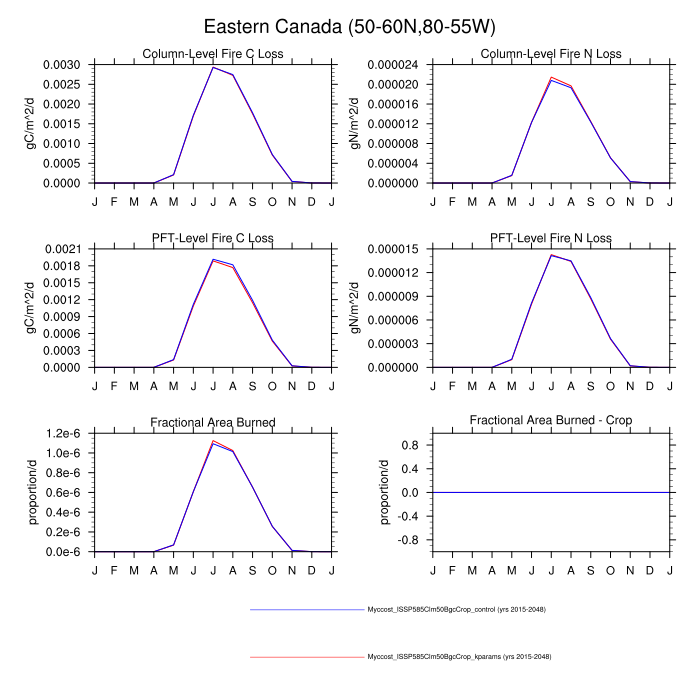 Eastern Canada (50-60N,80-55W)
Column-Level Fire C Loss
gC/m^2/d
0.0030
0.0025
0.0020
0.0015
0.0010
0.0005
0.0000
J F M A M J J A S O N D J
Column-Level Fire N Loss
gN/m^2/d
0.000024
0.000020
0.000016
0.000012
0.000008
0.000004
0.000000
J F M A M J J A S O N D J
PFT-Level Fire C Loss
gC/m^2/d
0.0021
0.0018
0.0015
0.0012
0.0009
0.0006
0.0003
0.0000
J F M A M J J A S O N D J
PFT-Level Fire N Loss
gN/m^2/d
0.000015
0.000012
0.000009
0.000006
0.000003
0.000000
J F M A M J J A S O N D J
Fractional Area Burned
proportion/d
1.2e-6
1.0e-6
0.8e-6
0.6e-6
0.4e-6
0.2e-6
0.0e-6
J F M A M J J A S O N D J
Fractional Area Burned - Crop
proportion/d
0.8
0.4
0.0
-0.4
-0.8
J F M A M J J A S O N D J
Myccost_ISSP585Clm50BgcCrop_control (yrs 2015-2048)
Myccost_ISSP585Clm50BgcCrop_kparams (yrs 2015-2048)